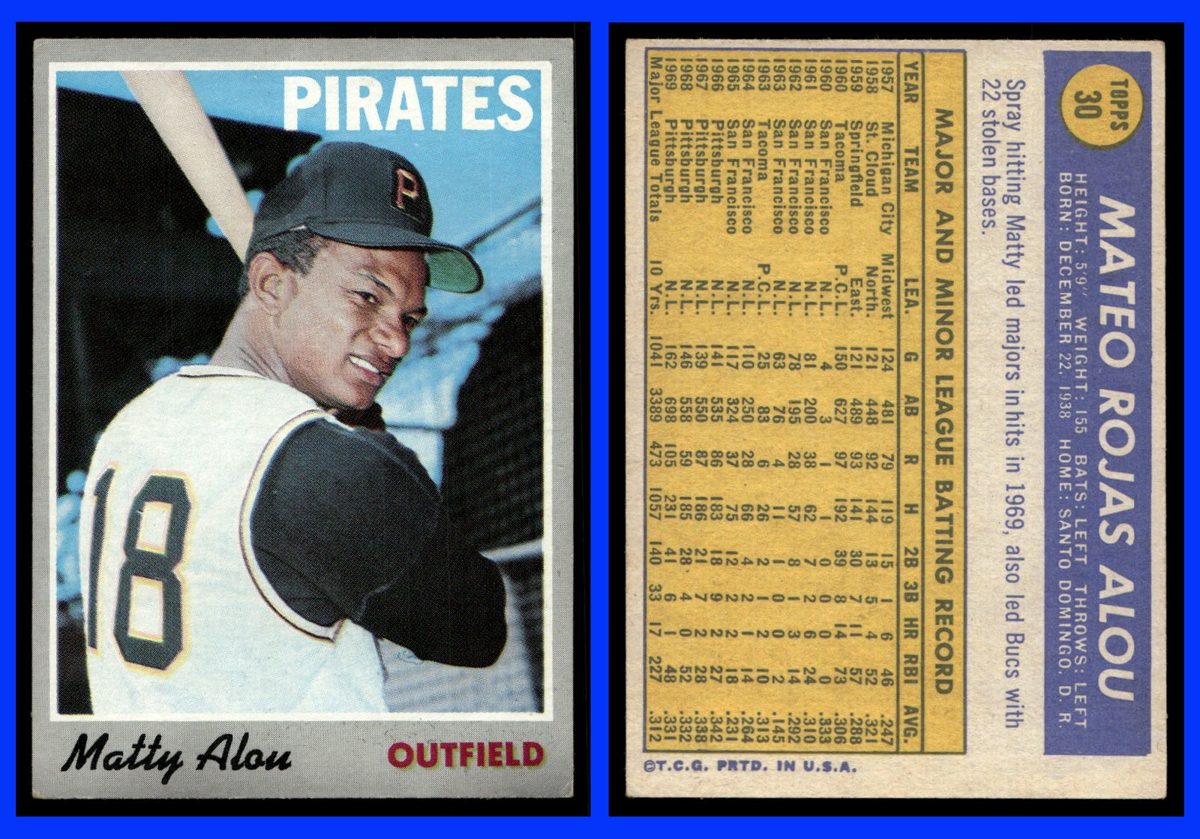 PIRATES
P
18
Matty Alou
OUTFIELD
TOPPS
30
MATEO ROJAS ALOU
HEIGHT: 5'9" WEIGHT: 155 BATS: LEFT THROWS: LEFT
BORN: DECEMBER 22, 1938 HOME: SANTO DOMINGO, D. R.
Spray hitting Matty led majors in hits in 1969, also led Bucs with
22 stolen bases.
MAJOR AND MINOR LEAGUE BATTING RECORD
YEAR TEAM LEA. G AB R H 2B 3B HR RBI AVG.
1957 Michigan City Midwest 124 481 79 119 15 1 6 46 .247
1958 St. Cloud North. 121 448 92 144 13 5 4 52 .321
1959 Springfield East. 121 489 93 141 30 7 11 57 .288
1960 Tacoma P.C.L. 150 627 97 192 39 8 14 73 .306
1960 San Francisco N.L. 4 3 1 1 0 0 0 0 .333
1961 San Francisco N.L. 81 200 38 62 7 2 6 24 .310
1962 San Francisco N.L. 78 195 28 57 8 1 3 14 .292
1963 San Francisco N.L. 63 76 4 11 1 0 0 2 .145
1963 Tacoma P.C.L. 25 83 6 26 2 1 2 10 .313
1964 San Francisco N.L. 110 250 28 66 4 2 1 14 .264
1965 San Francisco N.L. 117 324 37 75 12 2 2 18 .231
1966 Pittsburgh N.L. 141 535 86 183 18 9 2 27 .342
1967 Pittsburgh N.L. 139 550 87 186 21 7 2 28 .338
1968 Pittsburgh N.L. 146 558 59 185 28 4 0 52 .332
1969 Pittsburgh N.L. 162 698 105 231 41 6 1 48 .331
Major League Totals 10 Yrs. 1041 3389 473 1057 140 33 17 227 .312
©T.C.G. PRTD. IN U.S.A.